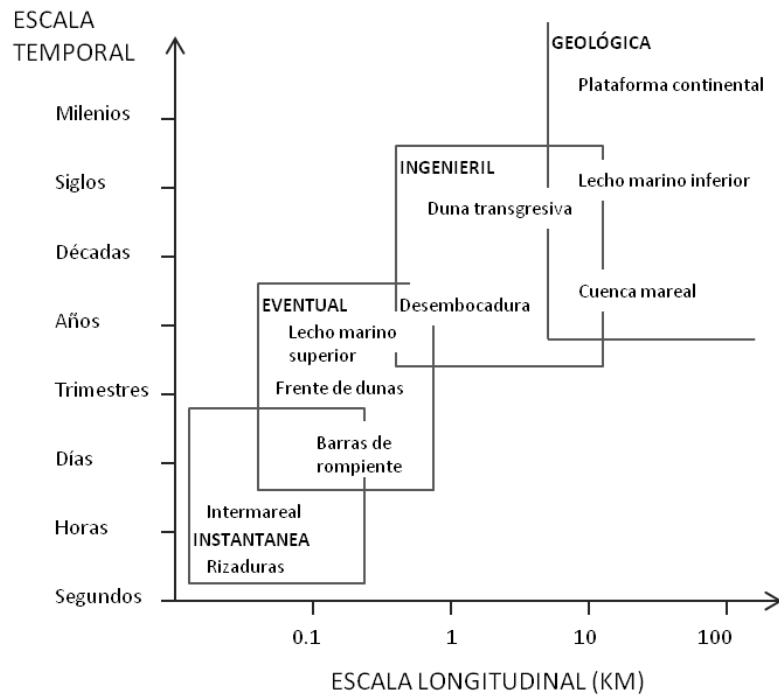 ESCALA
TEMPORAL
GEOLÓGICA
Plataforma continental
Milenios
INGENIERIL
Lecho marino inferior
Siglos
Duna transgresiva
Décadas
Cuenca mareal
EVENTUAL
Desembocadura
Años
Lecho marino
superior
Trimestres
Frente de dunas
Barras de
rompiente
Días
Intermareal
Horas
INSTANTANEA
Rizaduras
Segundos
0.1
1
10
100
ESCALA LONGITUDINAL (KM)